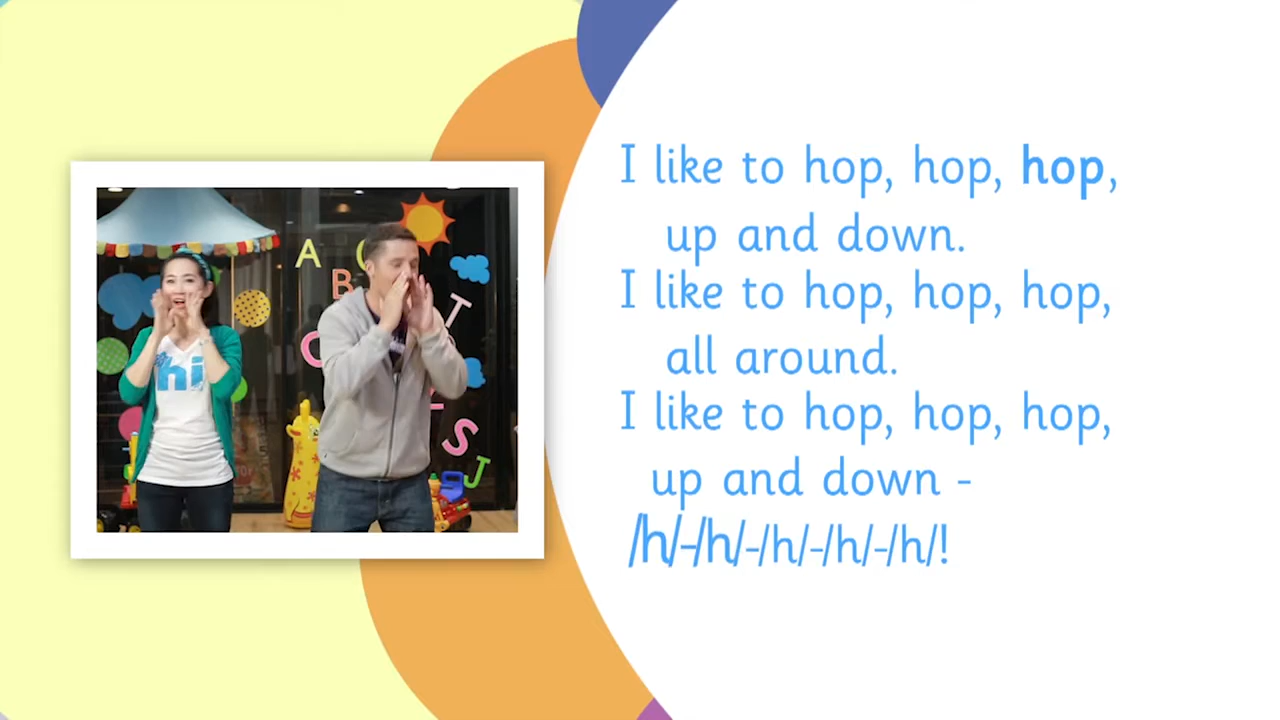 I like to hop, hop, hop,
up and down.
I like to hop, hop, hop,
all around.
I like to hop, hop, hop,
up and down -
/h/-/h/-/h/-/h/-/h/!
A
B
T
S
J
hi